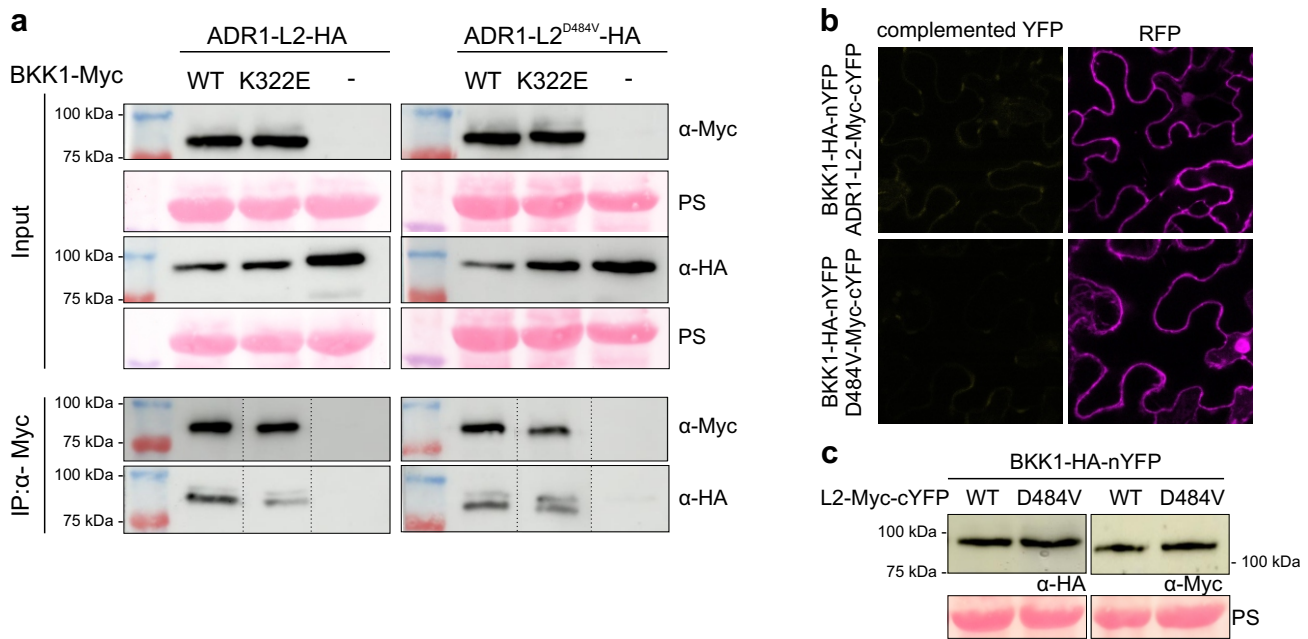 a
ADR1-L2-HA
ADR1-L2D484V-HA
BKK1-Myc
WT K322E -
WT K322E -
Input
100 kDa -
75 kDa -
α-Myc
PS
100 kDa -
75 kDa -
α-HA
PS
IP:α- Myc
100 kDa -
75 kDa -
α-Myc
100 kDa -
75 kDa -
α-HA
b
complemented YFP
RFP
BKK1-HA-nYFP
ADR1-L2-Myc-cYFP
BKK1-HA-nYFP
D484V-Myc-cYFP
c
BKK1-HA-nYFP
L2-Myc-cYFP WT D484V WT D484V
100 kDa -
75 kDa -
- 100 kDa
α-HA
α-Myc
PS